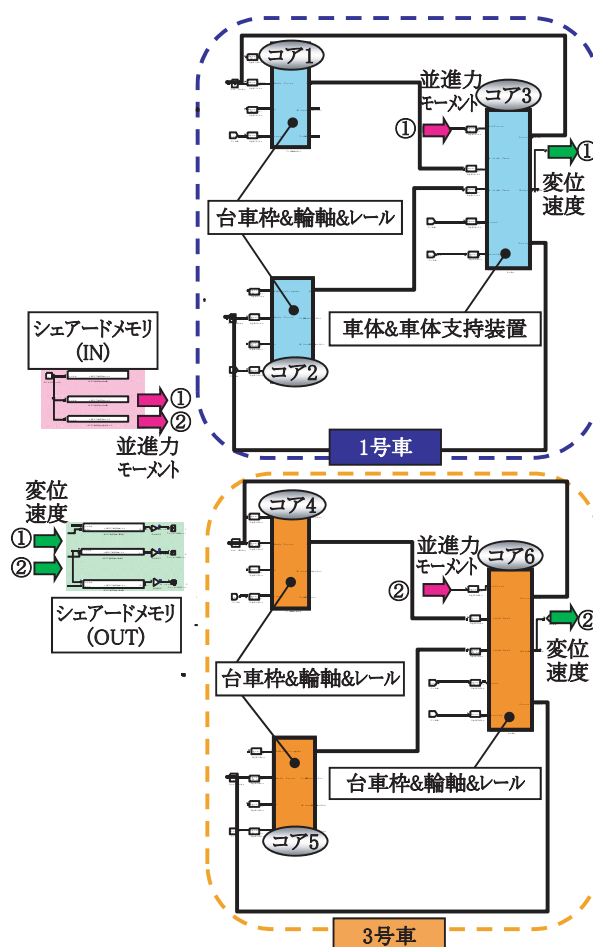 コア1
並進力
モーメント
①
コア3
①
変位
速度
台車枠&輪軸&レール
車体&車体支持装置
コア2
1号車
シェアードメモリ
(IN)
①
②
並進力
モーメント
変位
速度
①
②
シェアードメモリ
(OUT)
コア4
並進力
モーメント
②
コア6
②
変位
速度
台車枠&輪軸&レール
台車枠&輪軸&レール
コア5
3号車